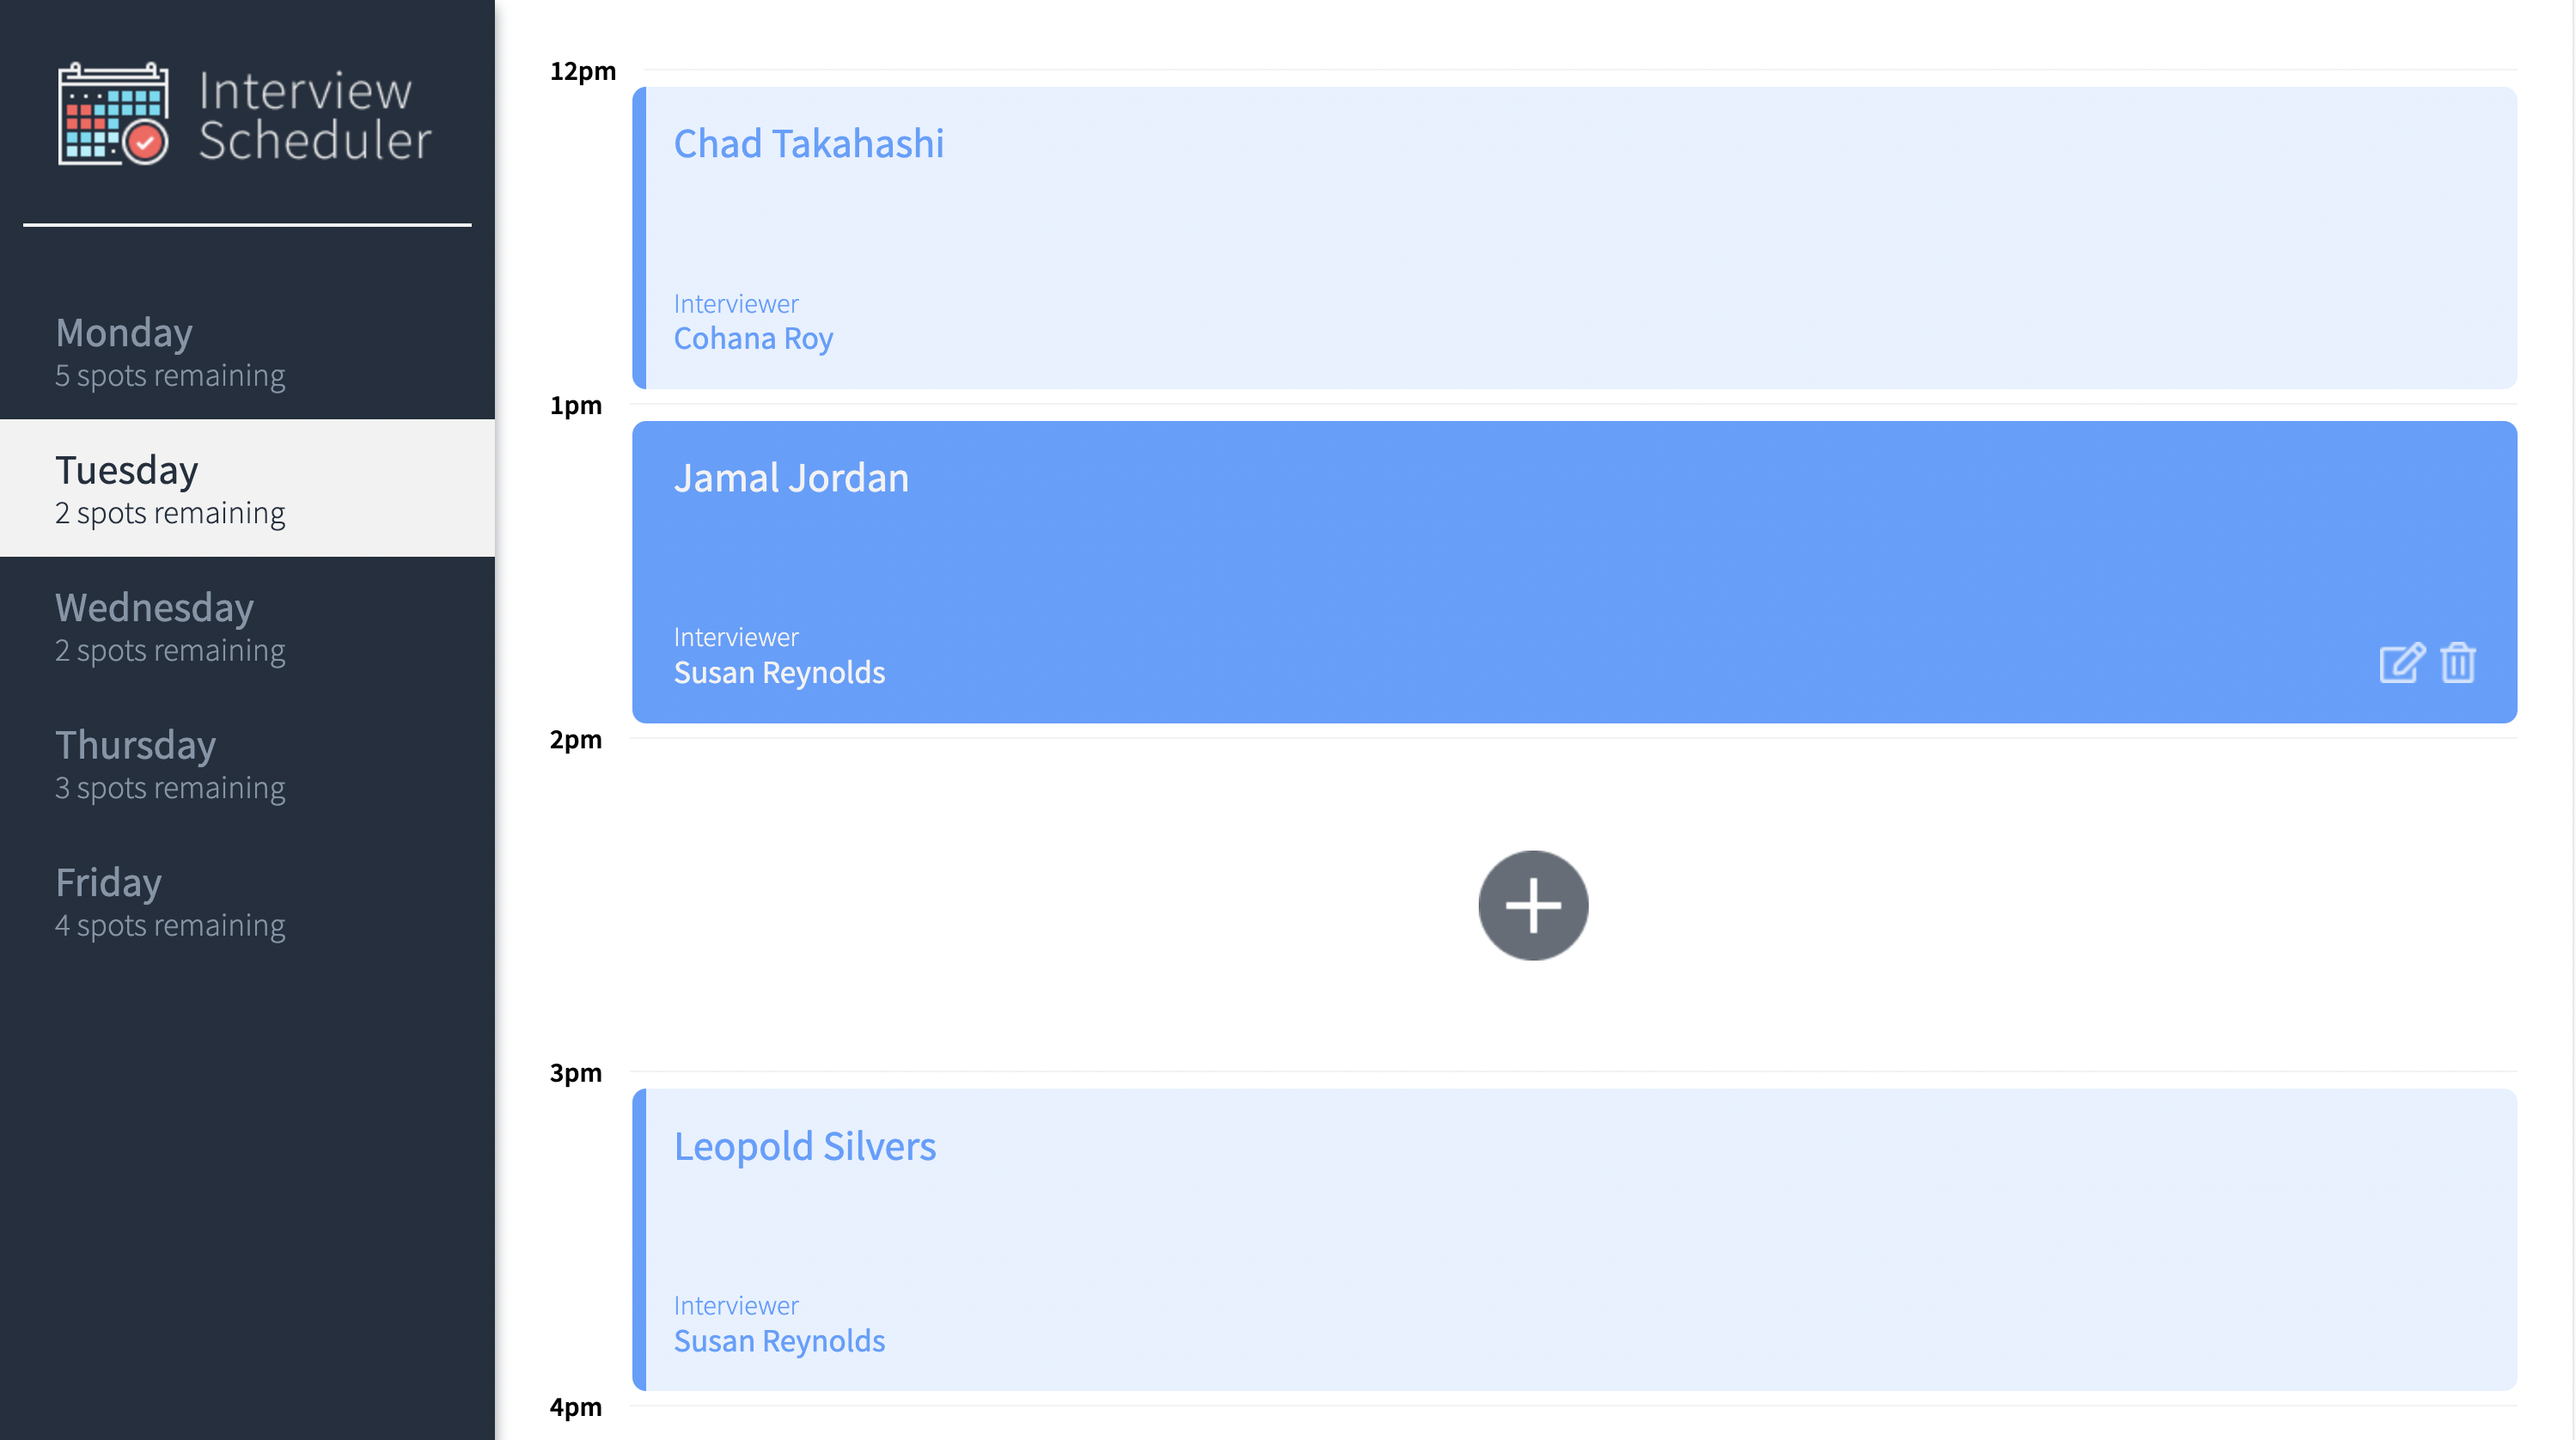 Interview
Scheduler
Monday
5 spots remaining
Tuesday
2 spots remaining
Wednesday
2 spots remaining
Thursday
3 spots remaining
Friday
4 spots remaining
12pm
Chad Takahashi
Interviewer
Cohana Roy
1pm
Jamal Jordan
Interviewer
Susan Reynolds
2pm
3pm
Leopold Silvers
Interviewer
Susan Reynolds
4pm